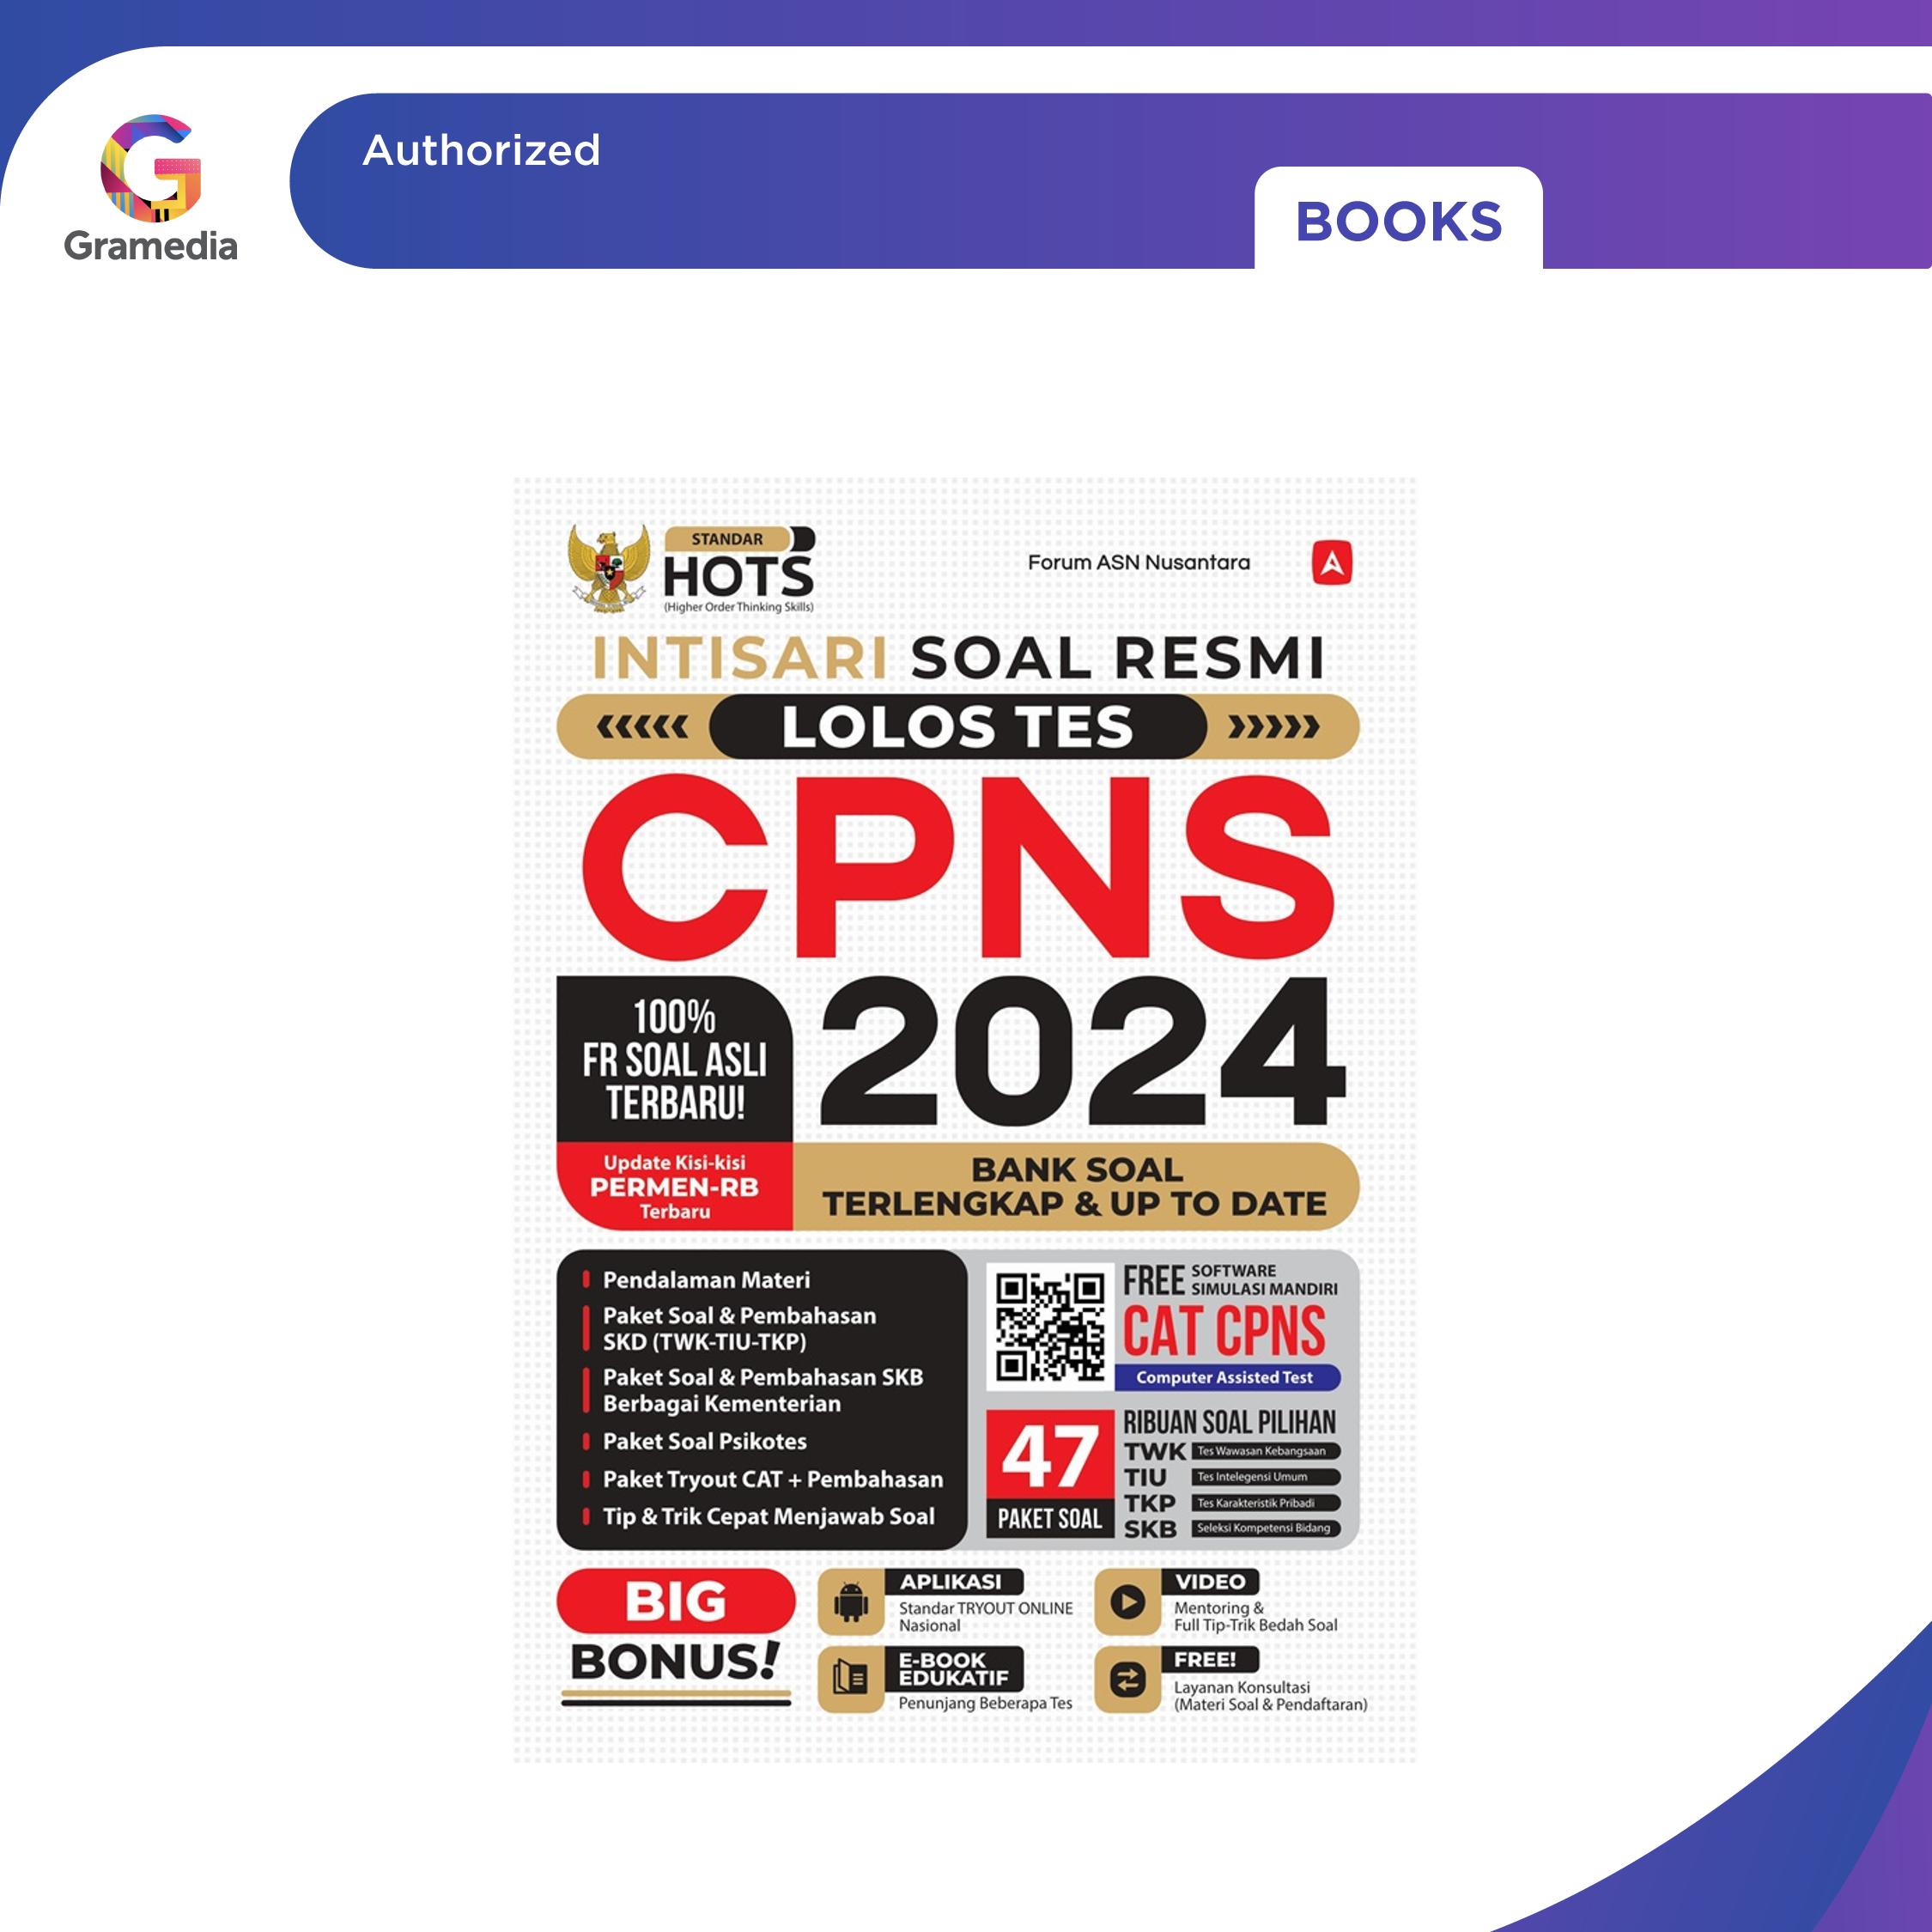 Gramedia
Authorized
BOOKS
STANDAR
HOTS
(Higher Order Thinking Skills)
Forum ASN Nusantara
INTISARI SOAL RESMI
LOLOS TES
CPNS
2024
100%
FR SOAL ASLI
TERBARU!
Update Kisi-kisi
PERMEN-RB
Terbaru
BANK SOAL
TERLENGKAP & UP TO DATE
Pendalaman Materi
Paket Soal & Pembahasan
SKD (TWK-TIU-TKP)
Paket Soal & Pembahasan SKB
Berbagai Kementerian
Paket Soal Psikotes
Paket Tryout CAT + Pembahasan
Tip & Trik Cepat Menjawab Soal
FREE SOFTWARE
SIMULASI MANDIRI
CAT CPNS
Computer Assisted Test
47
PAKET SOAL
RIBUAN SOAL PILIHAN
TWK Tes Wawasan Kebangsaan
TIU Tes Intelegensi Umum
TKP Tes Karakteristik Pribadi
SKB Seleksi Kompetensi Bidang
BIG
BONUS!
APLIKASI
Standar TRYOUT ONLINE
Nasional
VIDEO
Mentoring &
Full Tip-Trik Bedah Soal
E-BOOK
EDUKATIF
Penunjang Beberapa Tes
FREE!
Layanan Konsultasi
(Materi Soal & Pendaftaran)